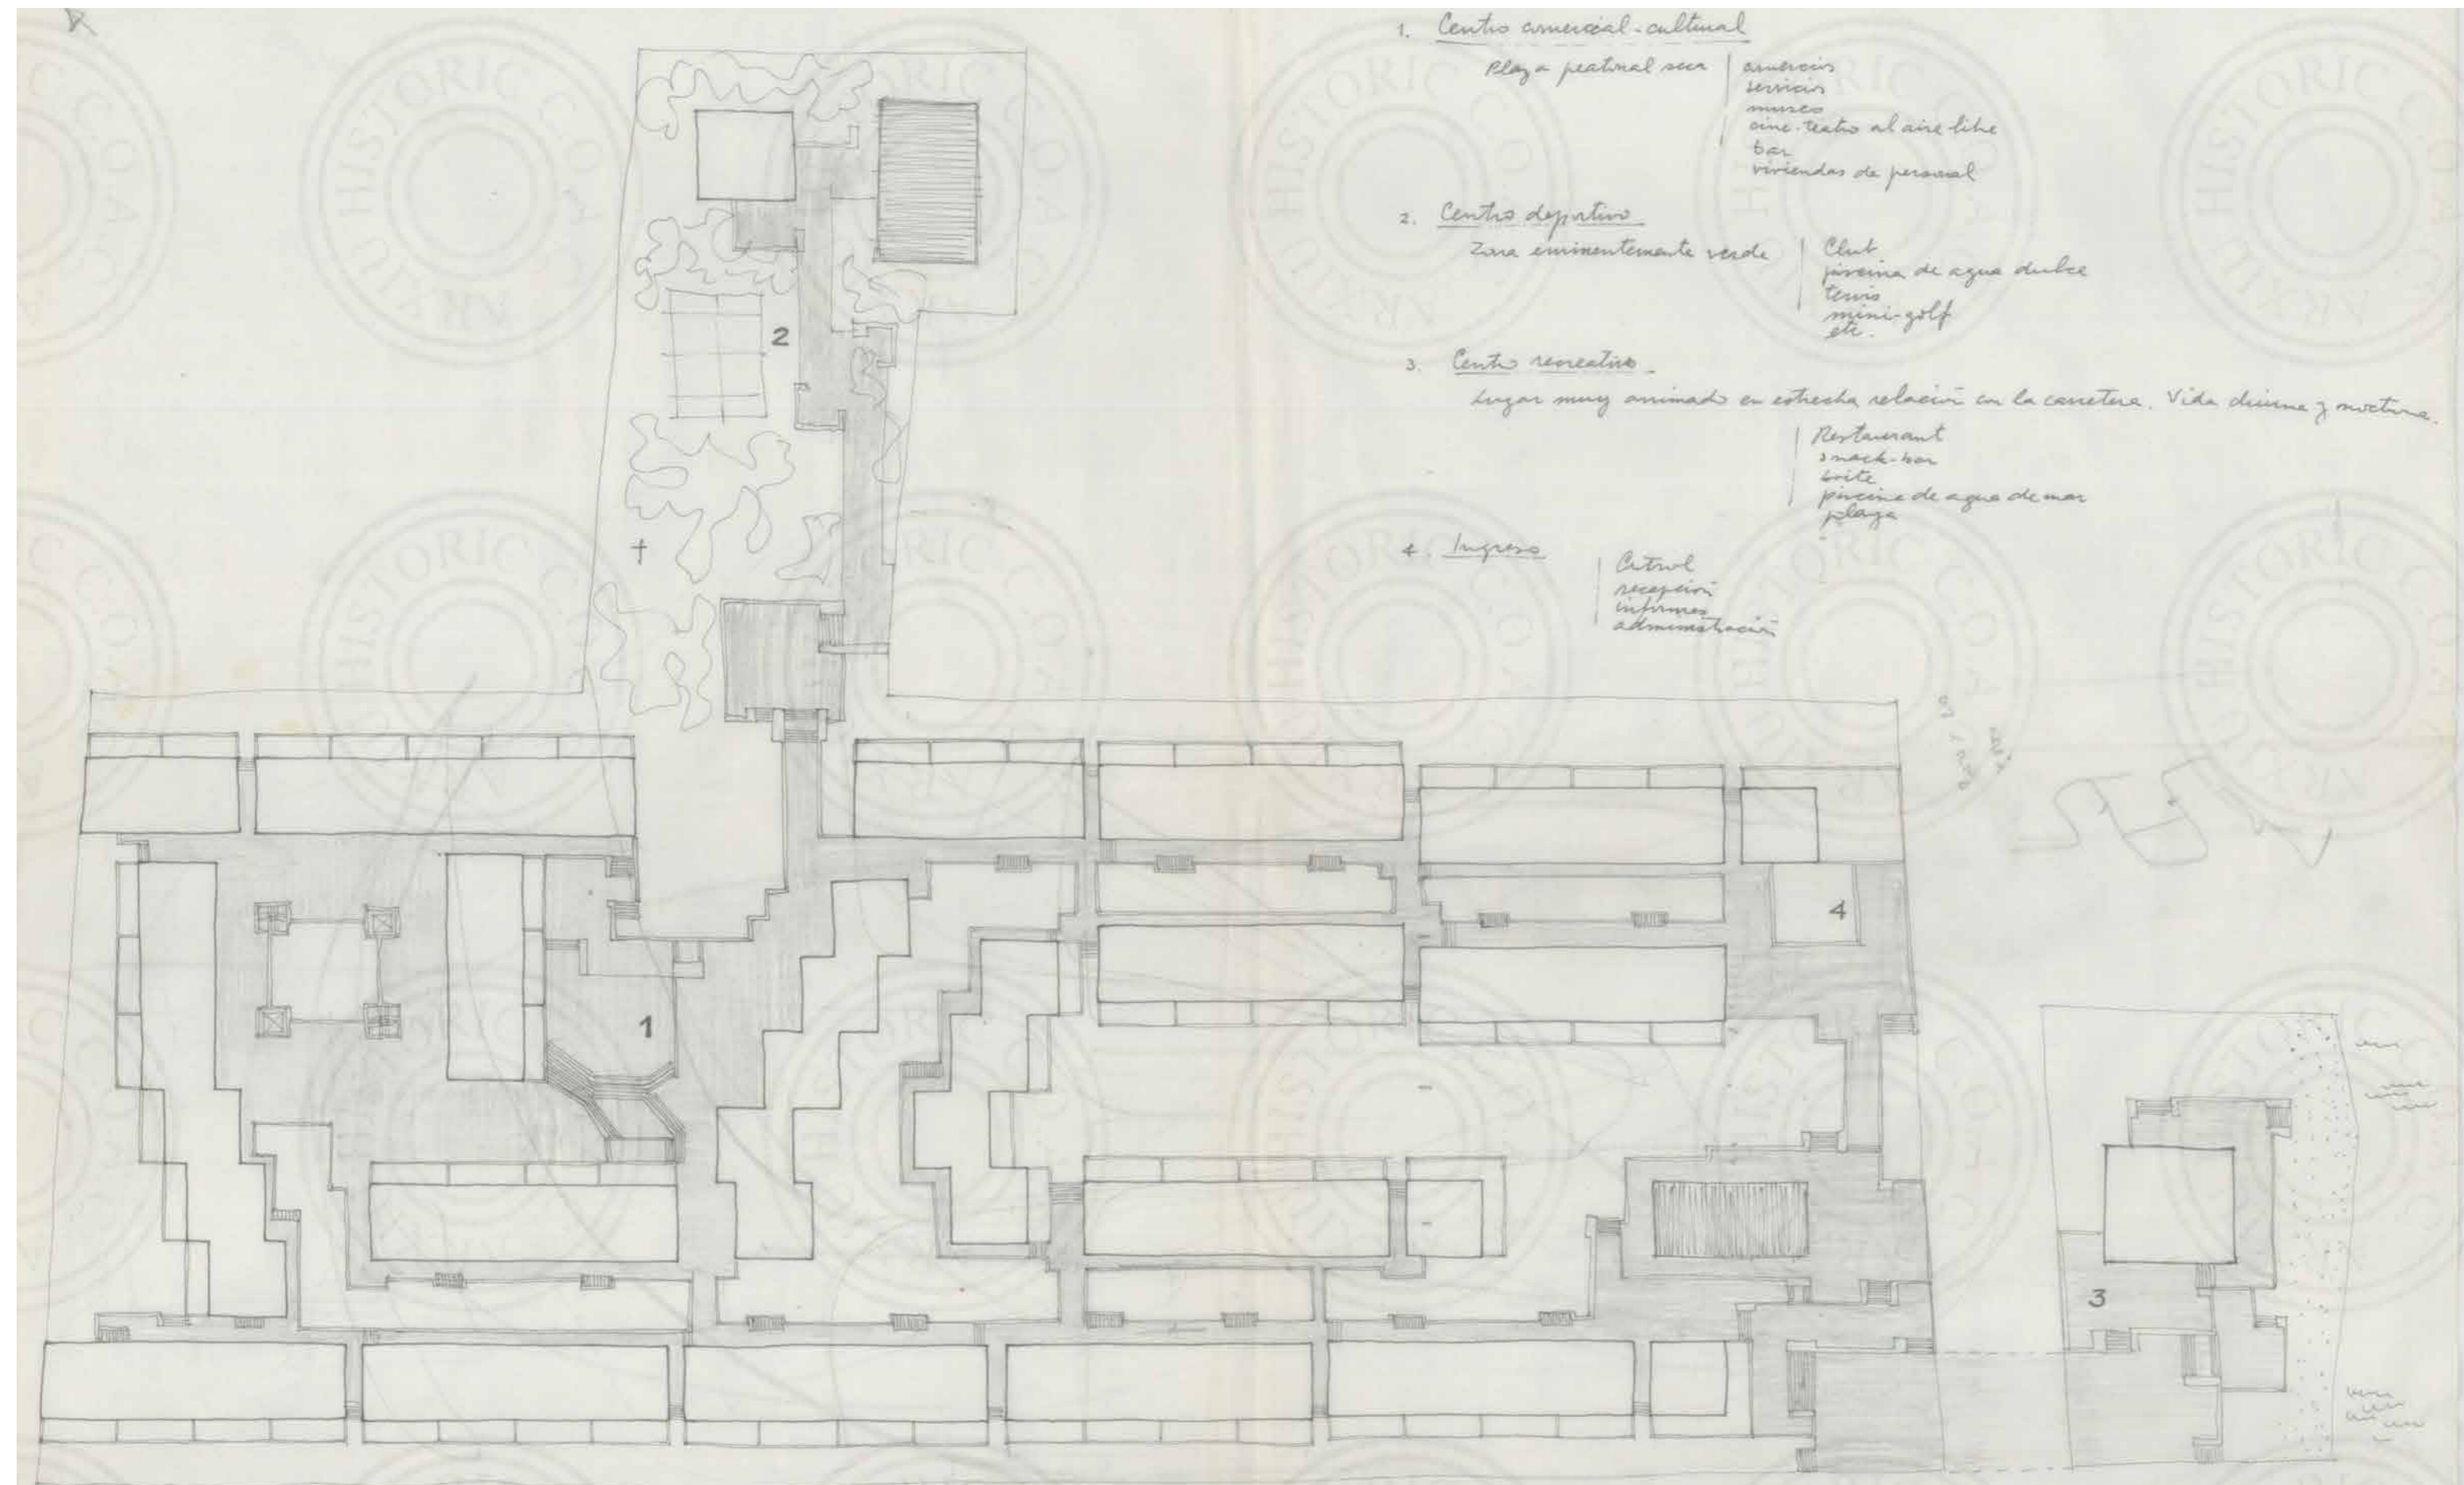 1. Centro comercial-cultural
Plaza peatonal seca
comercios
servicios
museo
cine-teatro al aire libre
bar
viviendas de personal
2. Centro deportivo
Zona eminentemente verde
Club
piscina de agua dulce
tenis
mini-golf
etc.
3. Centro recreativo
Lugar muy animado en estrecha relación con la carretera. Vida diurna y nocturna.
Restaurant
snack-bar
boite
piscina de agua de mar
playa
4. Ingreso
Control
recepción
informes
administración
2
1
4
3
ARXIU HISTORIC COAC